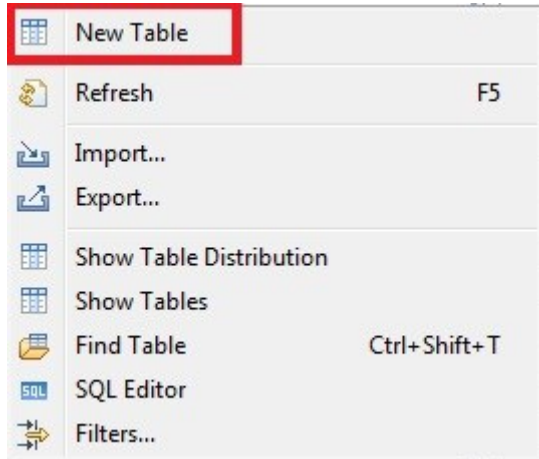 New Table
Refresh F5
Import...
Export...
Show Table Distribution
Show Tables
Find Table Ctrl+Shift+T
SQL SQL Editor
Filters...